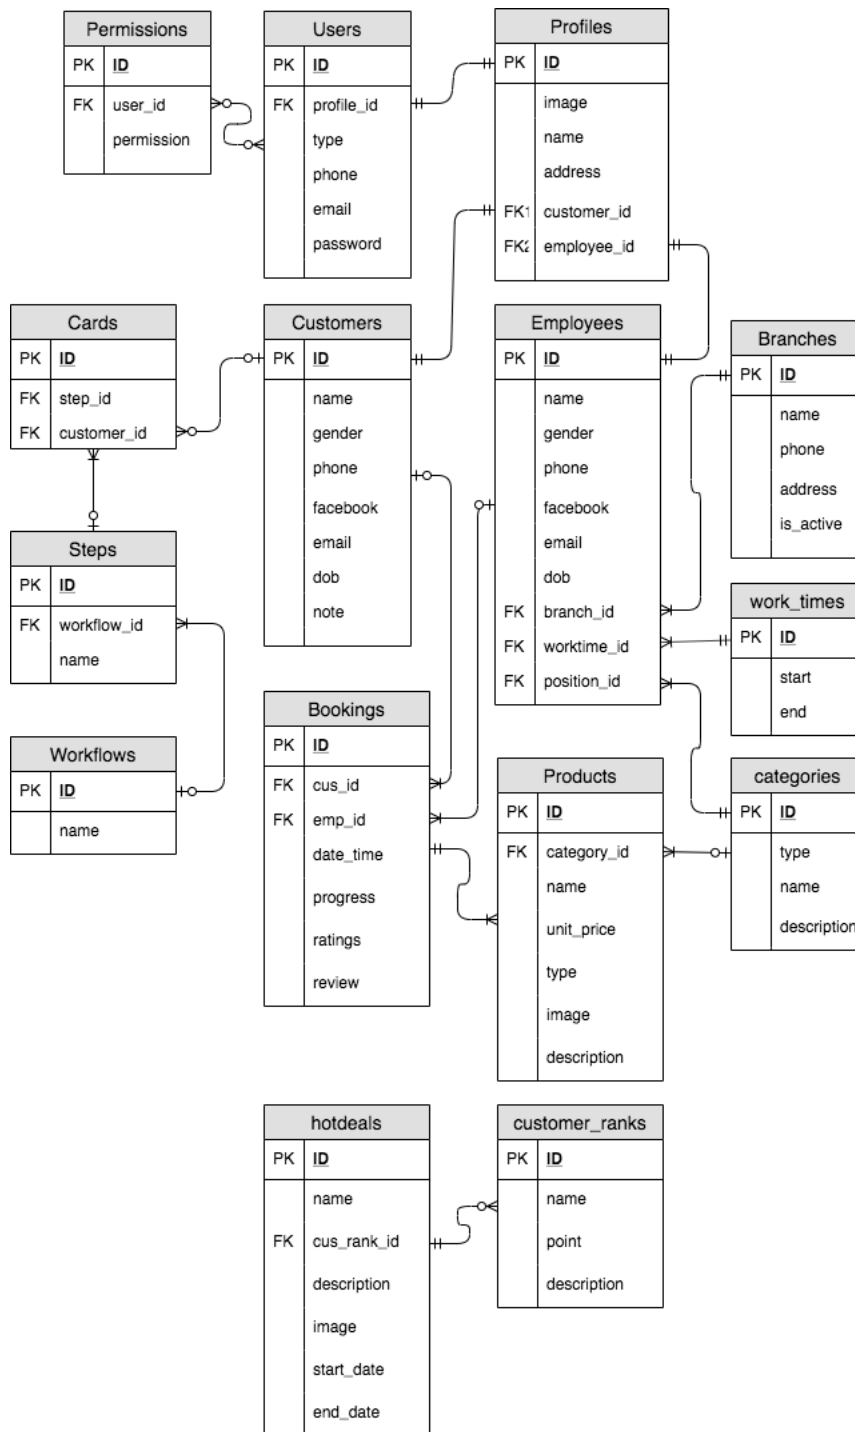 Permissions
PK ID
FK user_id
permission
Users
PK ID
FK profile_id
type
phone
email
password
Profiles
PK ID
image
name
address
FK1 customer_id
FK2 employee_id
Cards
PK ID
FK step_id
FK customer_id
Customers
PK ID
name
gender
phone
facebook
email
dob
note
Employees
PK ID
name
gender
phone
facebook
email
dob
FK branch_id
FK worktime_id
FK position_id
Branches
PK ID
name
phone
address
is_active
Steps
PK ID
FK workflow_id
name
work_times
PK ID
start
end
Workflows
PK ID
name
Bookings
PK ID
FK cus_id
FK emp_id
date_time
progress
ratings
review
Products
PK ID
FK category_id
name
unit_price
type
image
description
categories
PK ID
type
name
description
hotdeals
PK ID
name
FK cus_rank_id
description
image
start_date
end_date
customer_ranks
PK ID
name
point
description